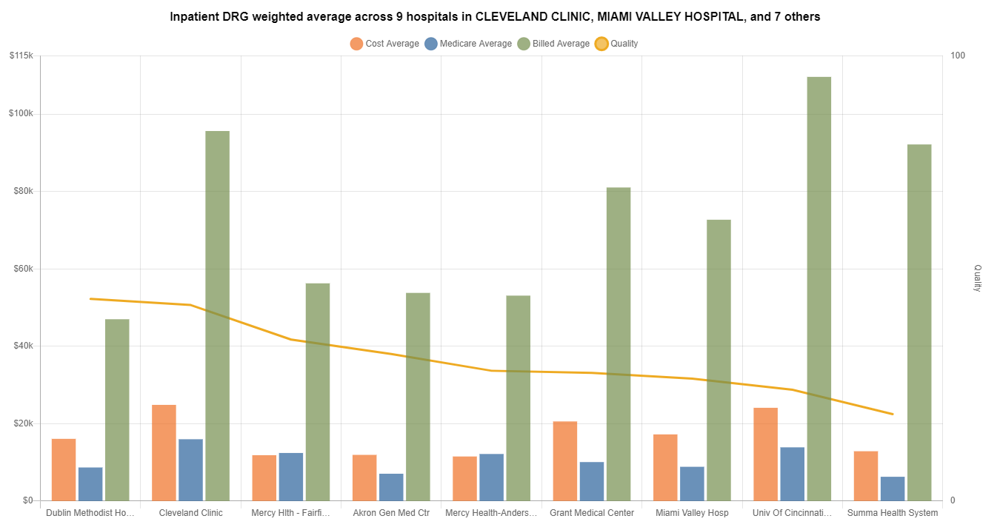 Inpatient DRG weighted average across 9 hospitals in CLEVELAND CLINIC, MIAMI VALLEY HOSPITAL, and 7 others
Cost Average Medicare Average Billed Average Quality
$115k
$100k
$80k
$60k
$40k
$20k
$0
100
0
Quality
Dublin Methodist Ho…
Cleveland Clinic
Mercy Hlth - Fairfi…
Akron Gen Med Ctr
Mercy Health-Anders…
Grant Medical Center
Miami Valley Hosp
Univ Of Cincinnati…
Summa Health System